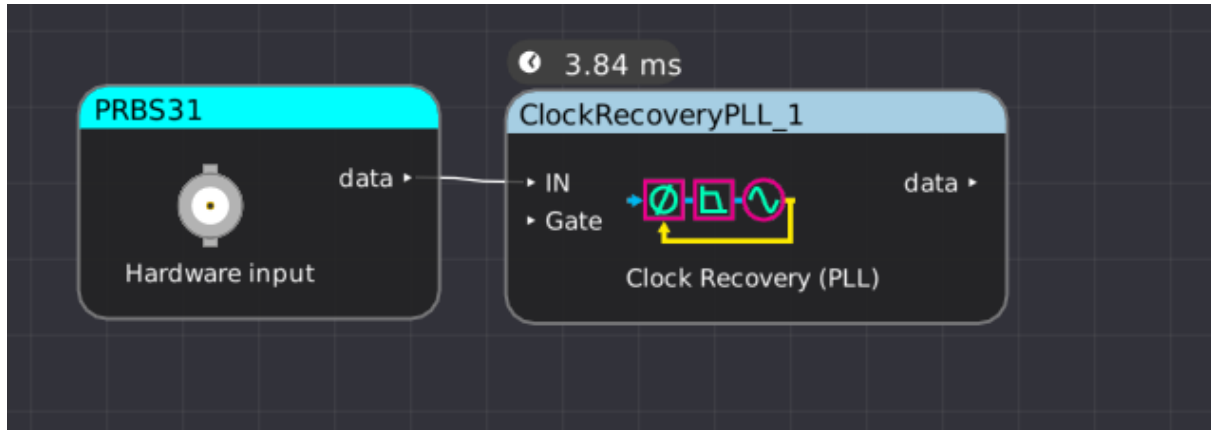 3.84 ms
PRBS31
ClockRecoveryPLL_1
data
IN
data
Gate
Hardware input
Clock Recovery (PLL)